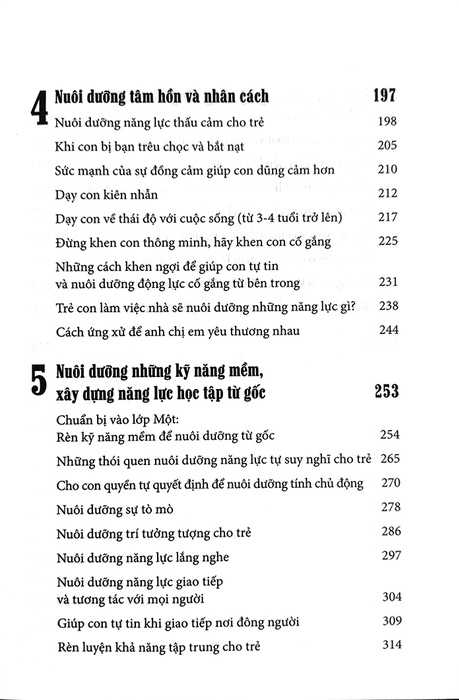 4 Nuôi dưỡng tâm hồn và nhân cách 197
Nuôi dưỡng năng lực thấu cảm cho trẻ 198
Khi con bị bạn trêu chọc và bắt nạt 205
Sức mạnh của sự đồng cảm giúp con dũng cảm hơn 210
Dạy con kiên nhẫn 212
Dạy con về thái độ với cuộc sống (từ 3-4 tuổi trở lên) 217
Đừng khen con thông minh, hãy khen con cố gắng 225
Những cách khen ngợi để giúp con tự tin
và nuôi dưỡng động lực cố gắng từ bên trong 231
Trẻ con làm việc nhà sẽ nuôi dưỡng những năng lực gì? 238
Cách ứng xử để anh chị em yêu thương nhau 244
5 Nuôi dưỡng những kỹ năng mềm,
xây dựng năng lực học tập từ gốc 253
Chuẩn bị vào lớp Một:
Rèn kỹ năng mềm để nuôi dưỡng từ gốc 254
Những thói quen nuôi dưỡng năng lực tự suy nghĩ cho trẻ 265
Cho con quyền tự quyết định để nuôi dưỡng tính chủ động 270
Nuôi dưỡng sự tò mò 278
Nuôi dưỡng trí tưởng tượng cho trẻ 286
Nuôi dưỡng năng lực lắng nghe 297
Nuôi dưỡng năng lực giao tiếp
và tương tác với mọi người 304
Giúp con tự tin khi giao tiếp nơi đông người 309
Rèn luyện khả năng tập trung cho trẻ 314